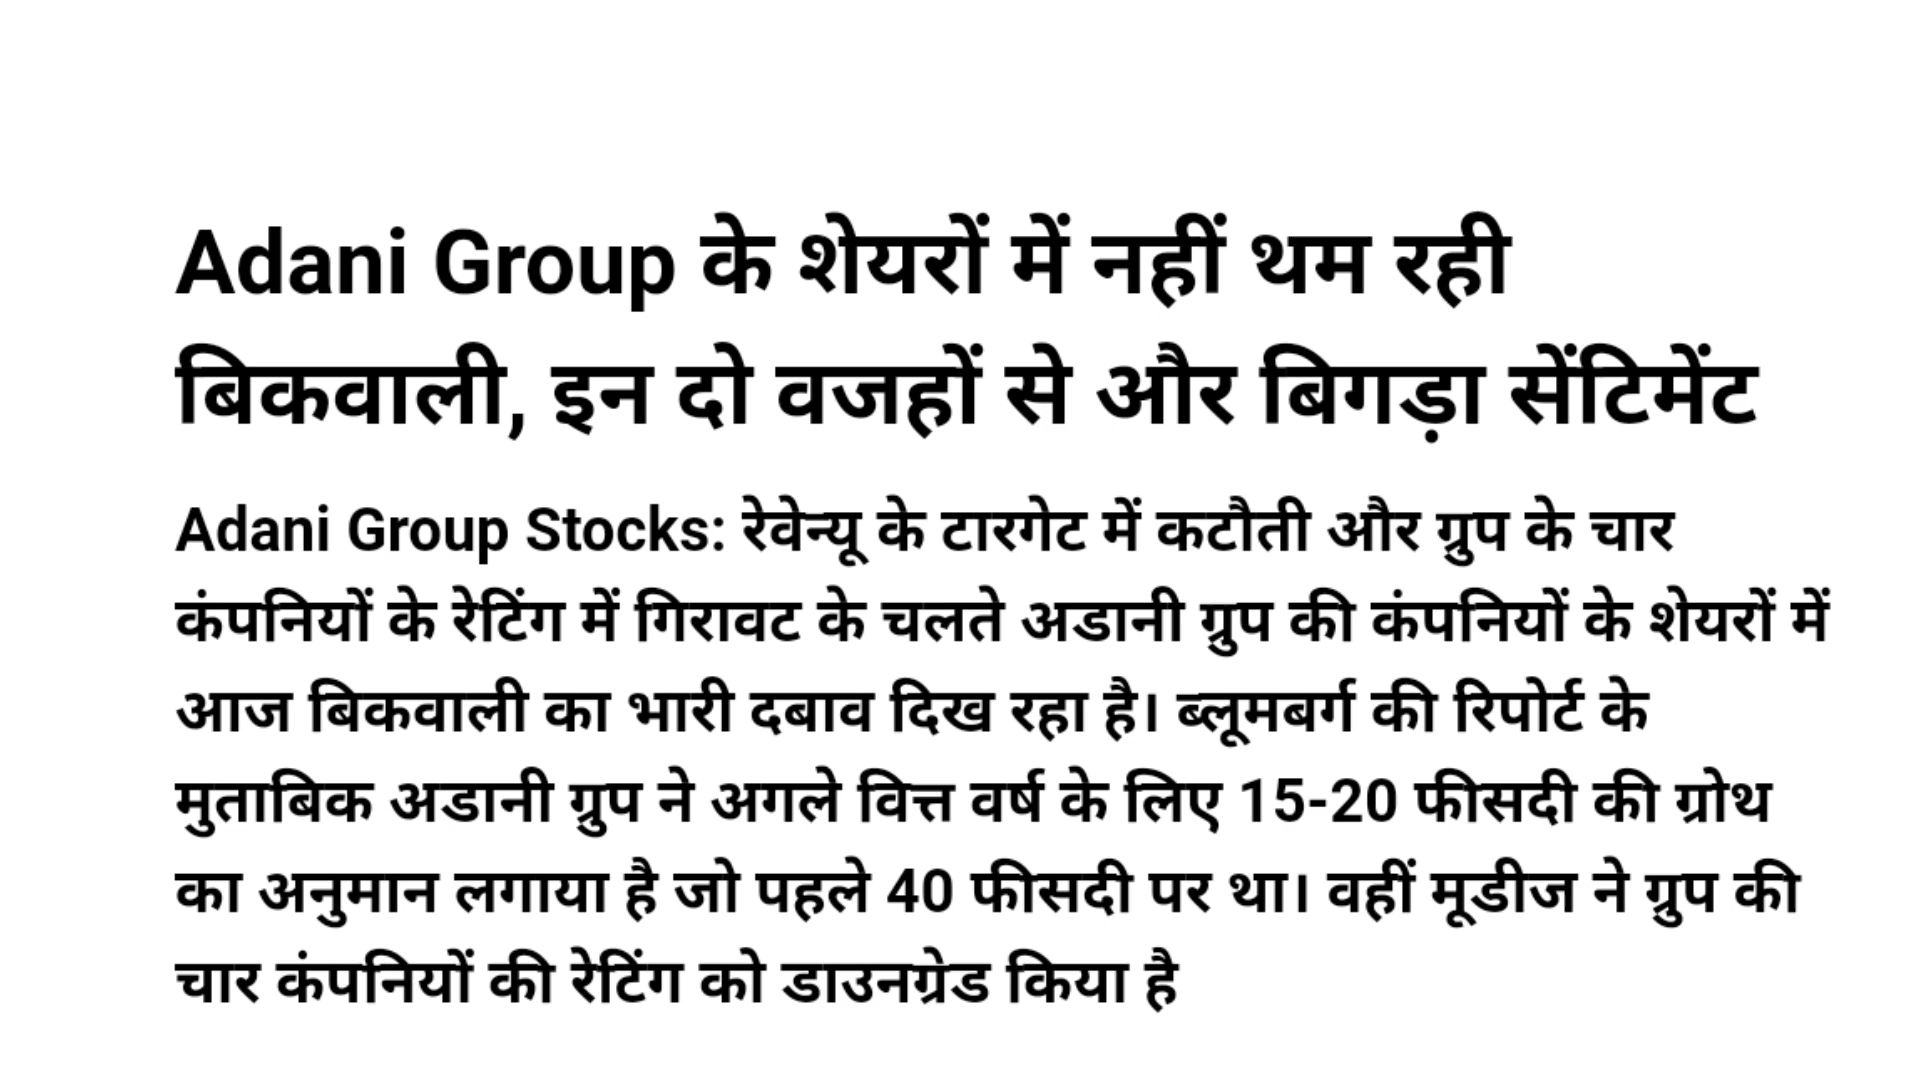 Adani Group के शेयरों में नहीं थम रही
बिकवाली, इन दो वजहों से और बिगड़ा सेंटिमेंट
Adani Group Stocks: रेवेन्यू के टारगेट में कटौती और ग्रुप के चार
कंपनियों के रेटिंग में गिरावट के चलते अडानी ग्रुप की कंपनियों के शेयरों में
आज बिकवाली का भारी दबाव दिख रहा है। ब्लूमबर्ग की रिपोर्ट के
मुताबिक अडानी ग्रुप ने अगले वित्त वर्ष के लिए 15-20 फीसदी की ग्रोथ
का अनुमान लगाया है जो पहले 40 फीसदी पर था। वहीं मूडीज ने ग्रुप की
चार कंपनियों की रेटिंग को डाउनग्रेड किया है